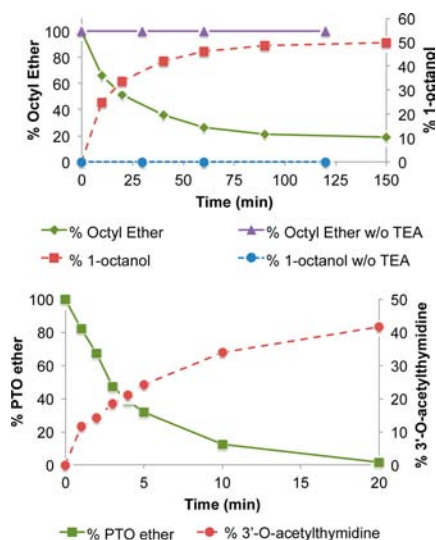 100
80
60
40
20
0
% Octyl Ether
60
50
40
30
20
10
0
% 1-octanol
0 25 50 75 100 125 150
Time (min)
% Octyl Ether % Octyl Ether w/o TEA
% 1-octanol % 1-octanol w/o TEA
100
80
60
40
20
0
% PTO ether
50
40
30
20
10
0
% 3'-O-acetylthymidine
0 5 10 15 20
Time (min)
% PTO ether % 3'-O-acetylthymidine